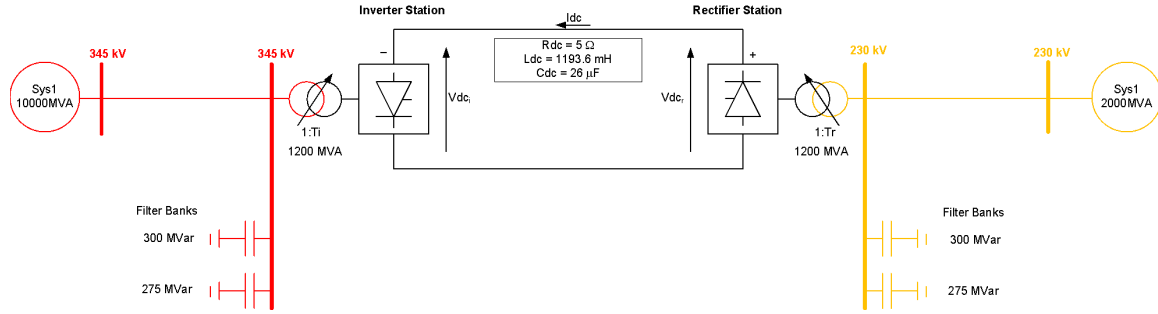 Inverter Station
Idc
Rectifier Station
345 kV
345 kV
–
Rdc = 5 Ω
Ldc = 1193.6 mH
Cdc = 26 µF
+
230 kV
230 kV
Sys1
10000MVA
Vdci
Vdcr
Sys1
2000MVA
1:Ti
1200 MVA
1:Tr
1200 MVA
Filter Banks
300 MVar
275 MVar
Filter Banks
300 MVar
275 MVar